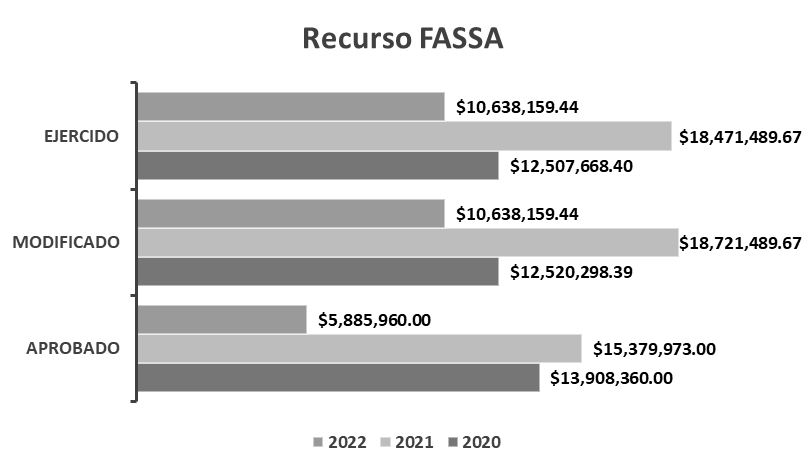 Recurso FASSA
EJERCIDO
$10,638,159.44
$18,471,489.67
$12,507,668.40
MODIFICADO
$10,638,159.44
$18,721,489.67
$12,520,298.39
APROBADO
$5,885,960.00
$15,379,973.00
$13,908,360.00
2022 2021 2020